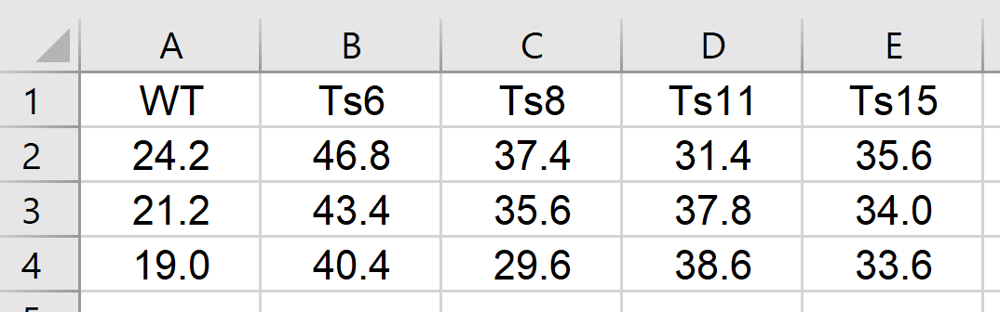 A B C D E
1 WT Ts6 Ts8 Ts11 Ts15
2 24.2 46.8 37.4 31.4 35.6
3 21.2 43.4 35.6 37.8 34.0
4 19.0 40.4 29.6 38.6 33.6